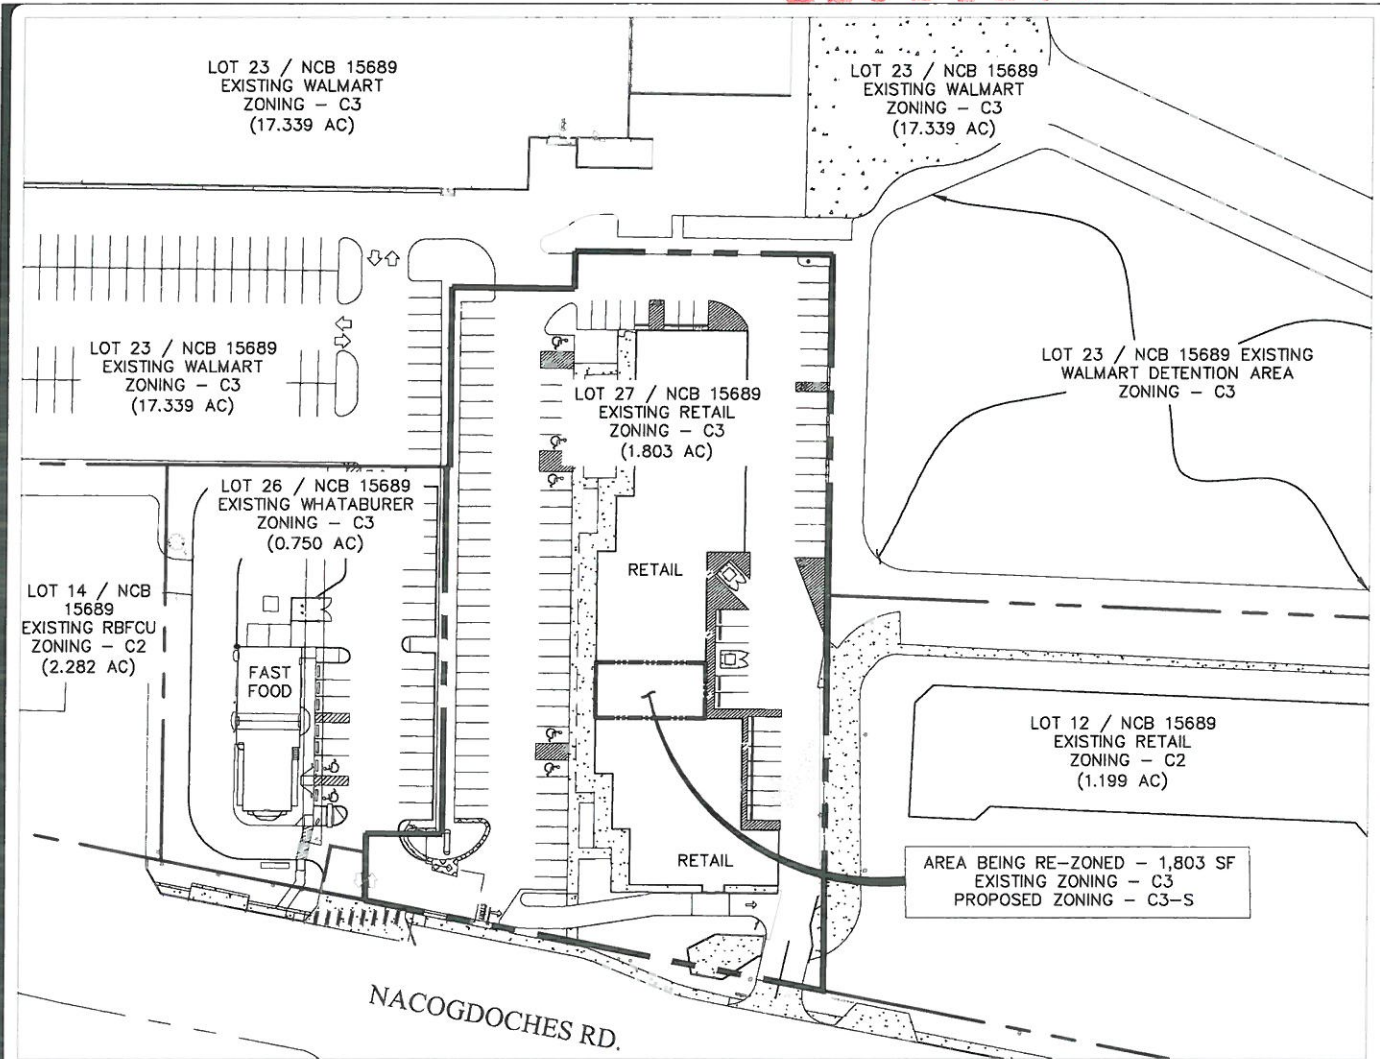 LOT 23 / NCB 15689
EXISTING WALMART
ZONING - C3
(17.339 AC)
LOT 23 / NCB 15689
EXISTING WALMART
ZONING - C3
(17.339 AC)
LOT 23 / NCB 15689
EXISTING WALMART
ZONING - C3
(17.339 AC)
LOT 27 / NCB 15689
EXISTING RETAIL
ZONING - C3
(1.803 AC)
LOT 23 / NCB 15689 EXISTING
WALMART DETENTION AREA
ZONING - C3
LOT 26 / NCB 15689
EXISTING WHATABURER
ZONING - C3
(0.750 AC)
LOT 14 / NCB
15689
EXISTING RBFCU
ZONING - C2
(2.282 AC)
RETAIL
FAST
FOOD
LOT 12 / NCB 15689
EXISTING RETAIL
ZONING - C2
(1.199 AC)
RETAIL
AREA BEING RE-ZONED - 1,803 SF
EXISTING ZONING - C3
PROPOSED ZONING - C3-S
NACOGDOCHES RD.